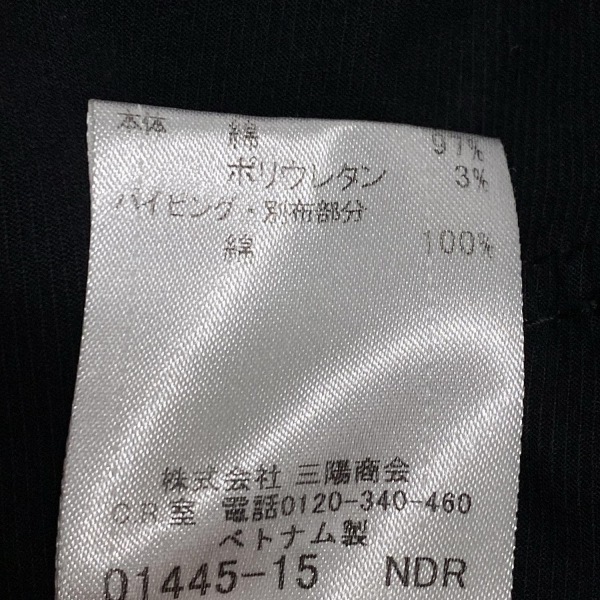 本体 綿 97%
ポリウレタン 3%
パイピング・別布部分
綿 100%
株式会社 三陽商会
C.R室 電話0120-340-460
ベトナム製
01445-15 NDR